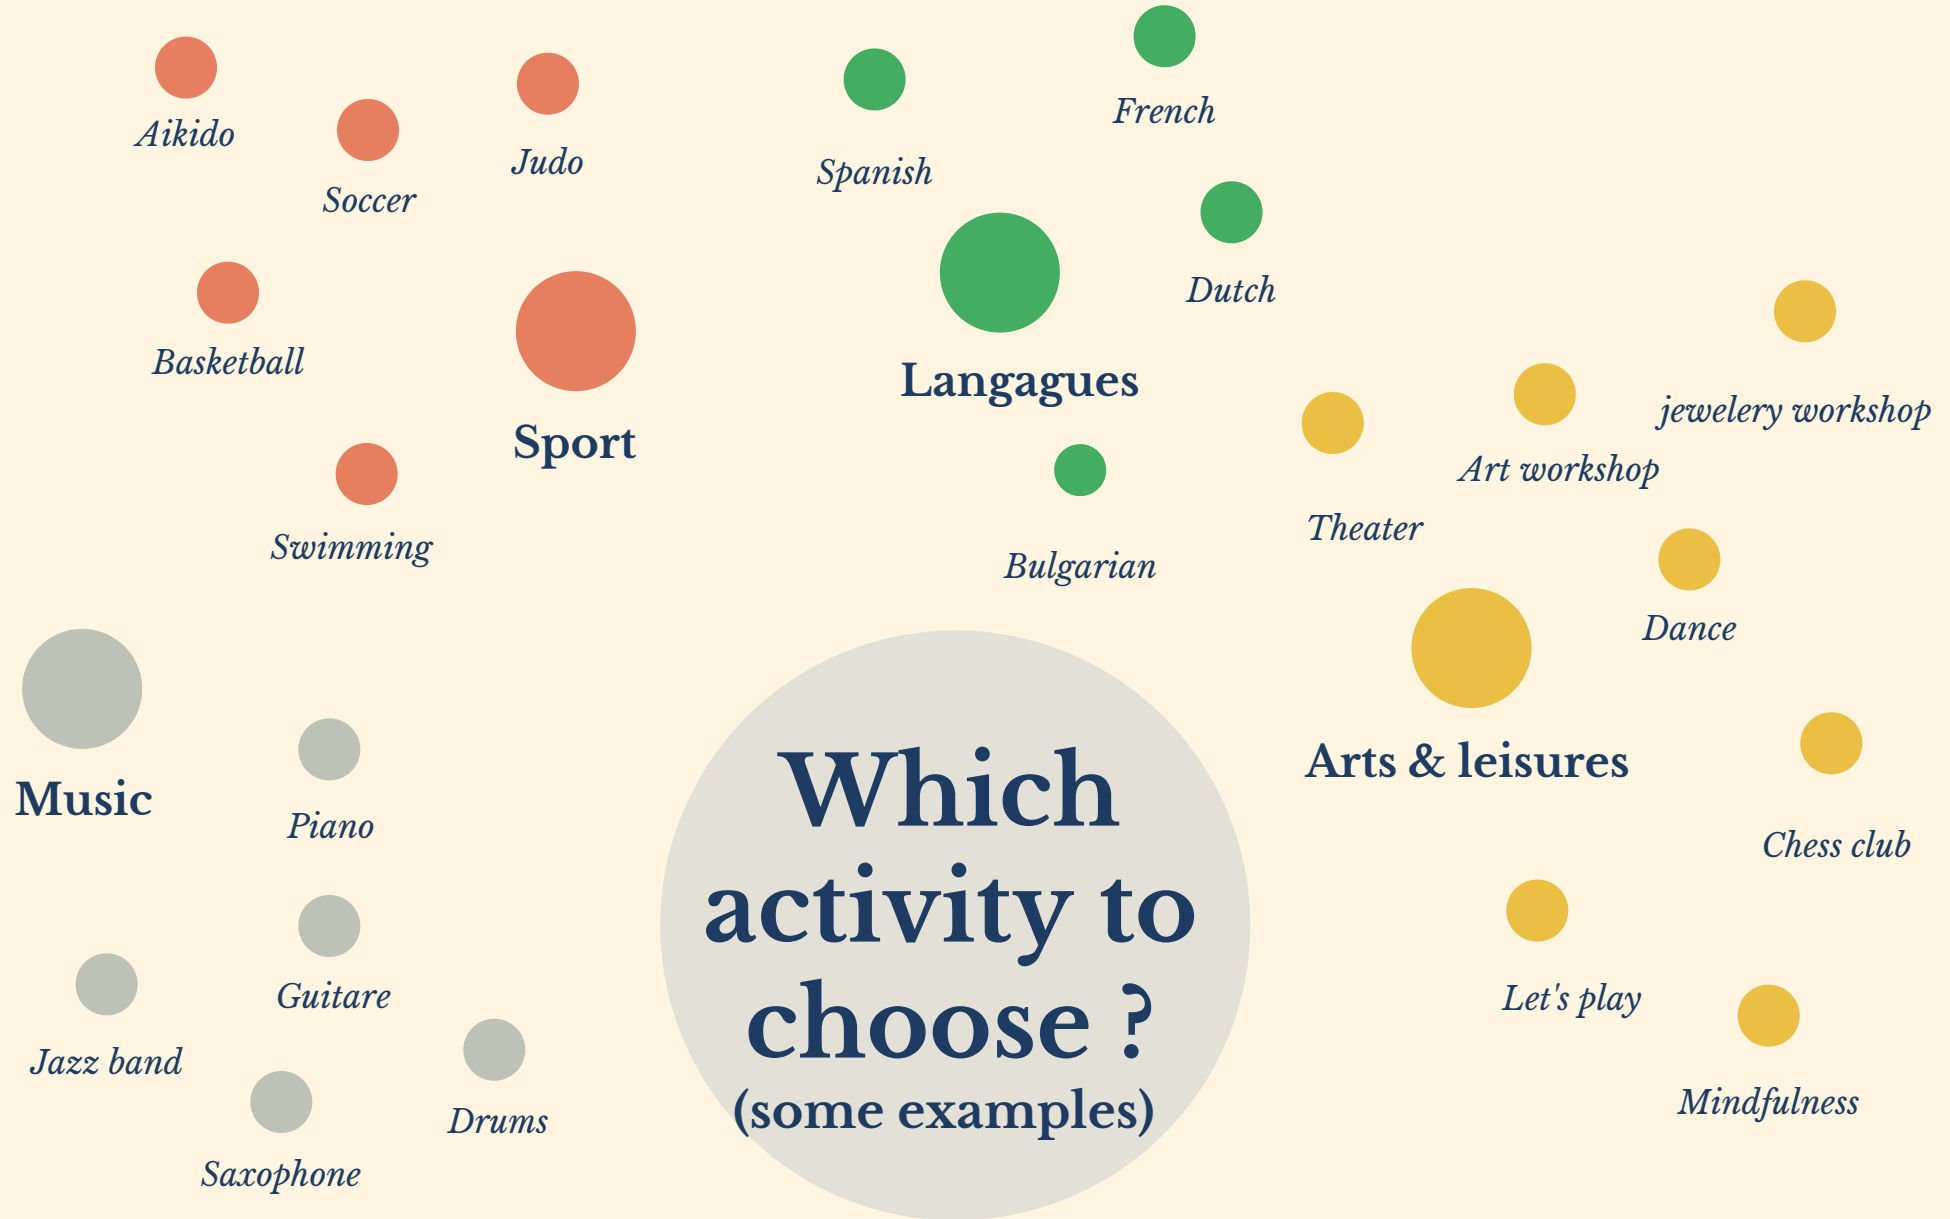 Aikido
Soccer
Judo
Basketball
Sport
Swimming
Spanish
French
Dutch
Langagues
Bulgarian
Theater
Art workshop
jewelery workshop
Dance
Arts & leisures
Chess club
Let's play
Mindfulness
Music
Piano
Guitare
Jazz band
Drums
Saxophone
Which
activity to
choose ?
(some examples)